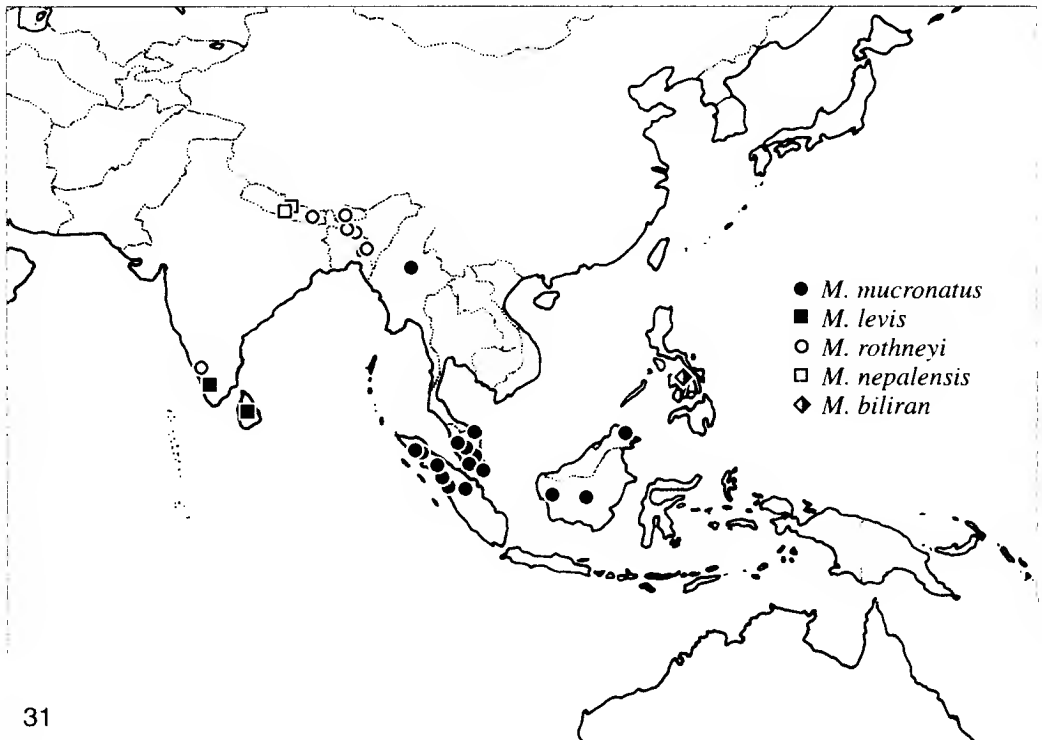 ● M. mucronatus
■ M. levis
○ M. rothneyi
□ M. nepalensis
◈ M. biliran
31